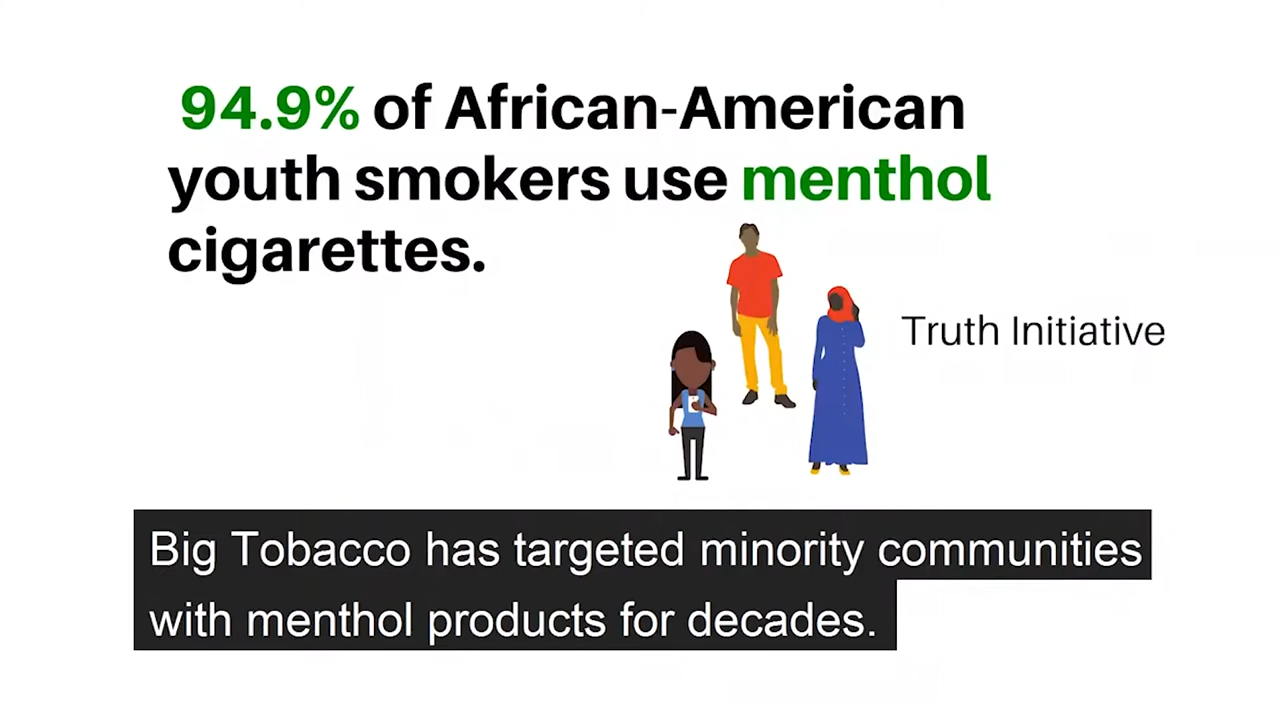 94.9% of African-American
youth smokers use menthol
cigarettes.
Truth Initiative
Big Tobacco has targeted minority communities
with menthol products for decades.